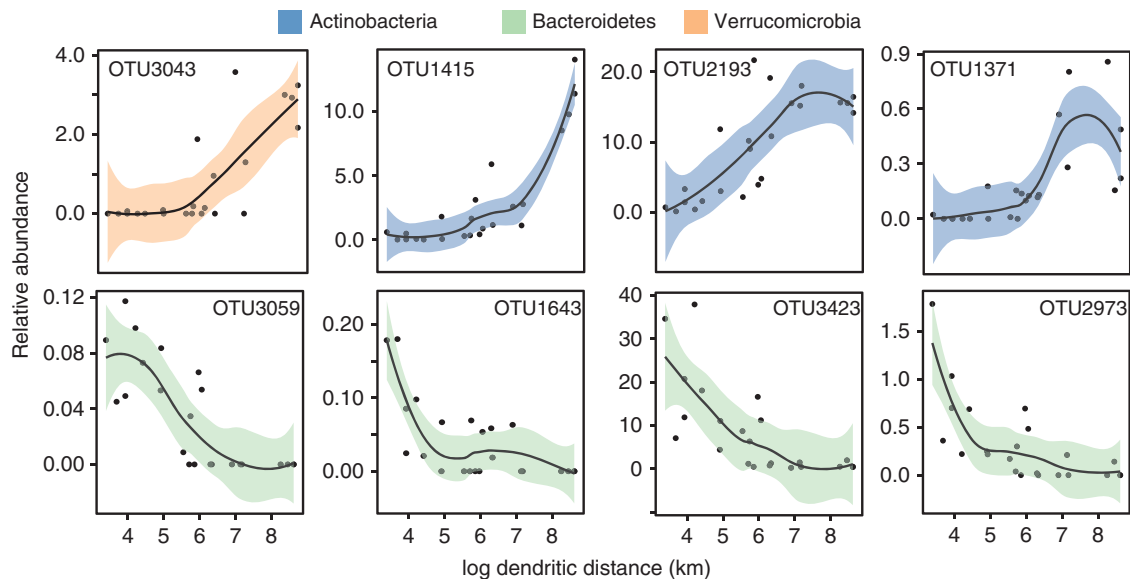 Actinobacteria Bacteroidetes Verrucomicrobia
OTU3043 OTU1415 OTU2193 OTU1371
4.0 2.0 0.0
10.0 5.0 0.0
20.0 10.0 0.0
0.9 0.6 0.3 0.0
Relative abundance
OTU3059 OTU1643 OTU3423 OTU2973
0.12 0.08 0.04 0.00
0.20 0.10 0.00
40 30 20 10 0
1.5 1.0 0.5 0.0
4 5 6 7 8 4 5 6 7 8 4 5 6 7 8 4 5 6 7 8
log dendritic distance (km)